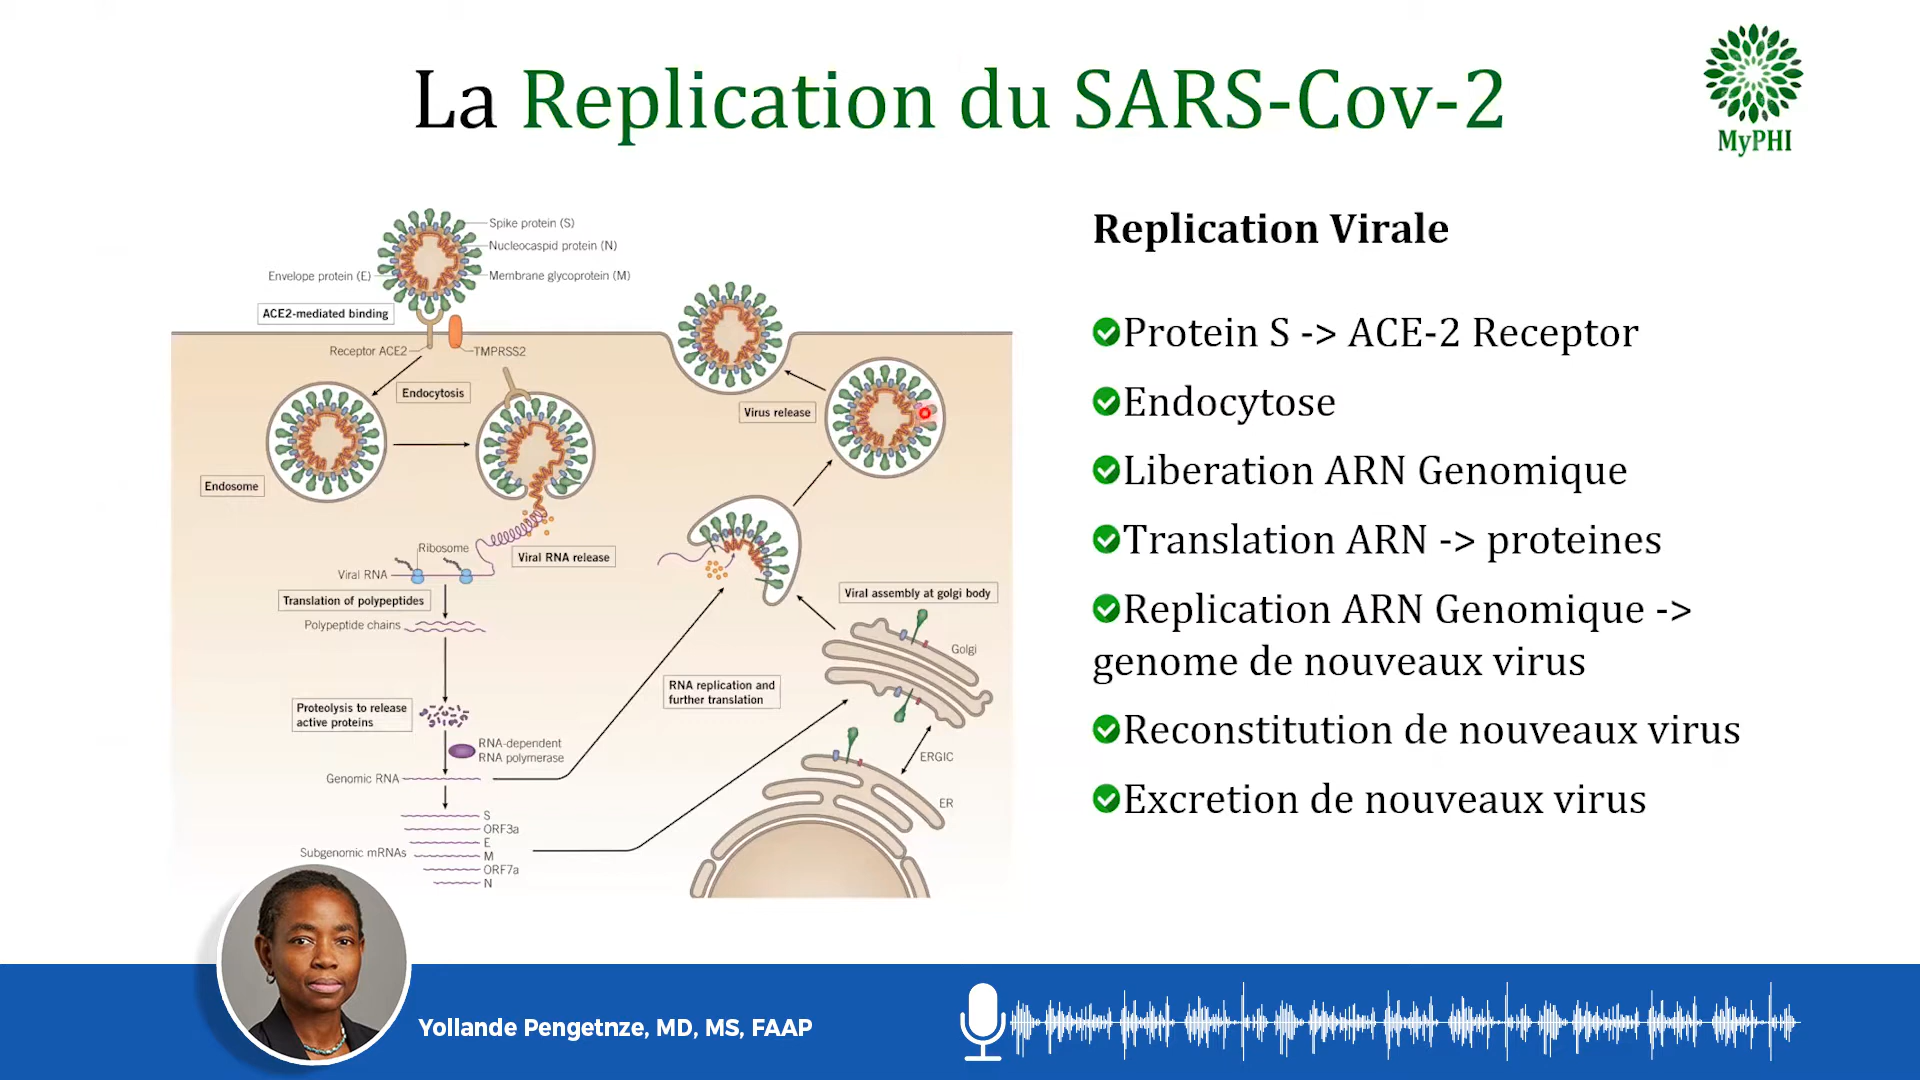 La Replication du SARS-Cov-2
MyPHI
Spike protein (S)
Nucleocaspid protein (N)
Envelope protein (E)
Membrane glycoprotein (M)
ACE2-mediated binding
Receptor ACE2
TMPRSS2
Endocytosis
Endosome
Virus release
Ribosome
Viral RNA release
Viral RNA
Translation of polypeptides
Polypeptide chains
Viral assembly at golgi body
Golgi
RNA replication and
further translation
Proteolysis to release
active proteins
RNA-dependent
RNA polymerase
Genomic RNA
ERGIC
ER
S
ORF3a
E
Subgenomic mRNAs
M
ORF7a
N
Replication Virale
Protein S -> ACE-2 Receptor
Endocytose
Liberation ARN Genomique
Translation ARN -> proteines
Replication ARN Genomique ->
genome de nouveaux virus
Reconstitution de nouveaux virus
Excretion de nouveaux virus
Yollande Pengetnze, MD, MS, FAAP